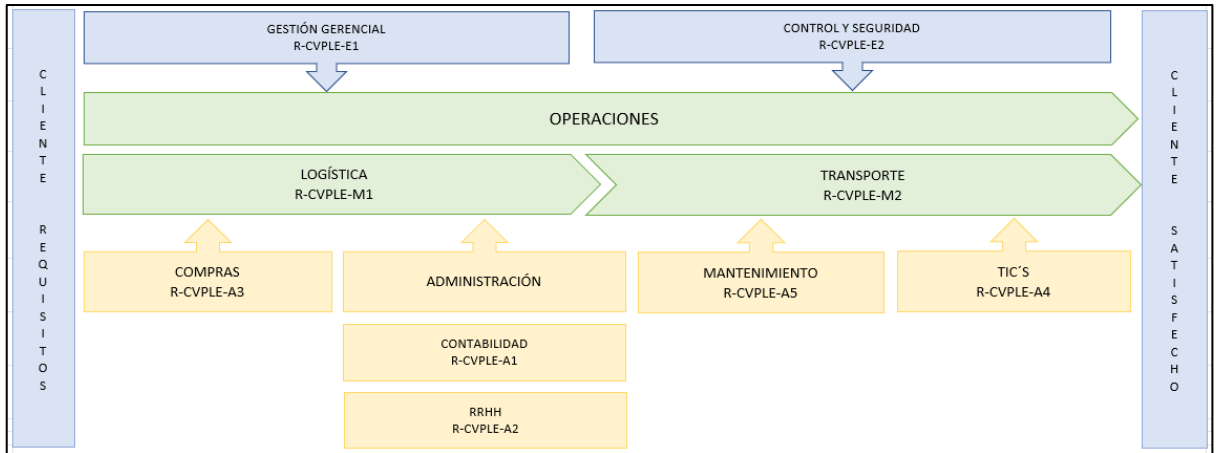 CLIENTE REQUISITOS
GESTIÓN GERENCIAL
R-CVPLE-E1
CONTROL Y SEGURIDAD
R-CVPLE-E2
OPERACIONES
LOGÍSTICA
R-CVPLE-M1
TRANSPORTE
R-CVPLE-M2
COMPRAS
R-CVPLE-A3
ADMINISTRACIÓN
MANTENIMIENTO
R-CVPLE-A5
TIC´S
R-CVPLE-A4
CONTABILIDAD
R-CVPLE-A1
RRHH
R-CVPLE-A2
CLIENTE SATISFECHO